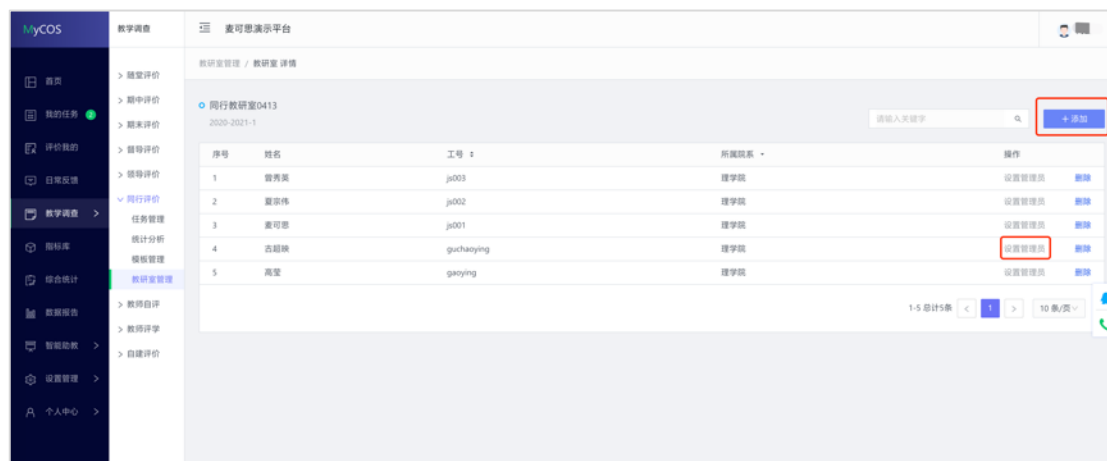 MyCOS
教学调查
麦可思演示平台
教研室管理 / 教研室 详情
首页
我的任务 2
评价我的
日常反馈
教学调查 >
指标库
综合统计
数据报告
智能助教 >
设置管理 >
个人中心 >
> 随堂评价
> 期中评价
> 期末评价
> 督导评价
> 领导评价
同行评价
任务管理
统计分析
模板管理
教研室管理
> 教师自评
> 教师评学
> 自建评价
同行教研室0413
2020-2021-1
请输入关键字
+ 添加
序号 姓名 工号 所属院系 操作
1 曾秀英 js003 理学院 设置管理员 删除
2 夏宗伟 js002 理学院 设置管理员 删除
3 麦可思 js001 理学院 设置管理员 删除
4 古超映 guchaoying 理学院 设置管理员 删除
5 高莹 gaoying 理学院 设置管理员 删除
1-5 总计5条 < 1 > 10 条/页